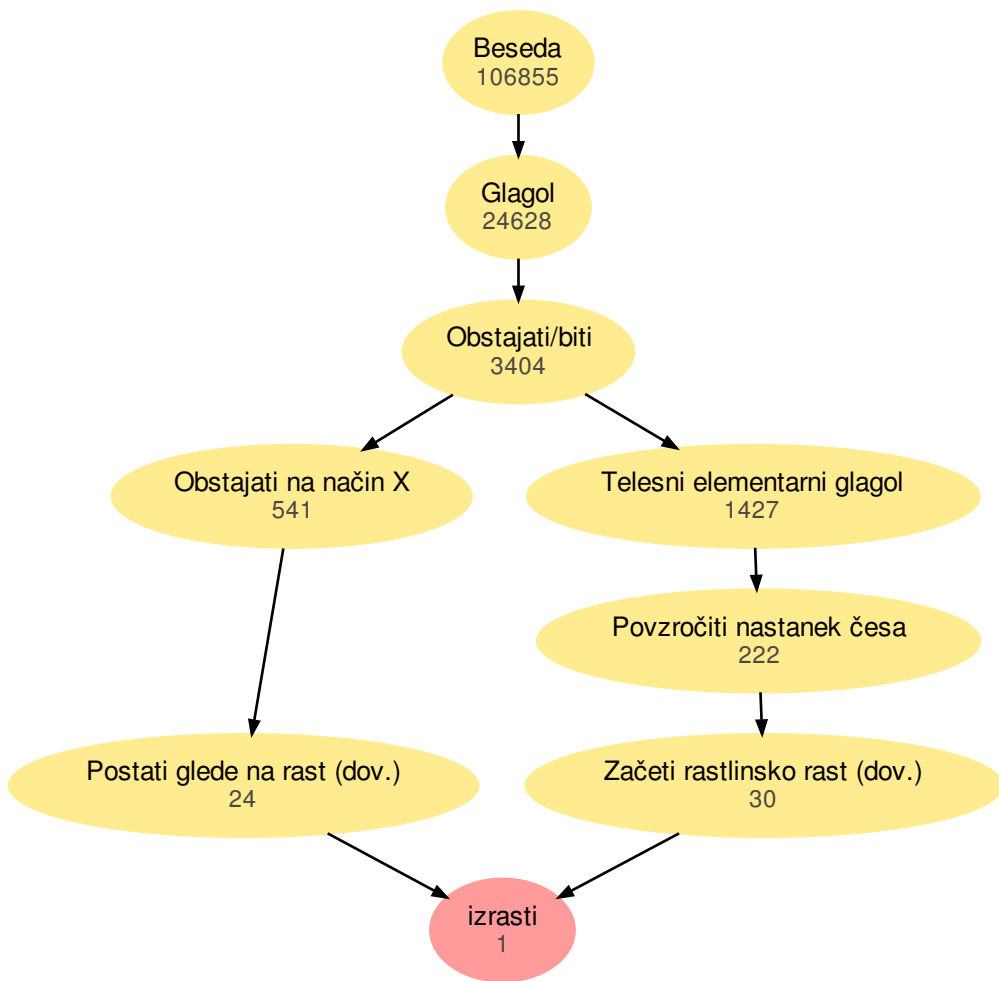 Beseda
106855
Glagol
24628
Obstajati/biti
3404
Obstajati na način X
541
Telesni elementarni glagol
1427
Povzročiti nastanek česa
222
Postati glede na rast (dov.)
24
Začeti rastlinsko rast (dov.)
30
izrasti
1